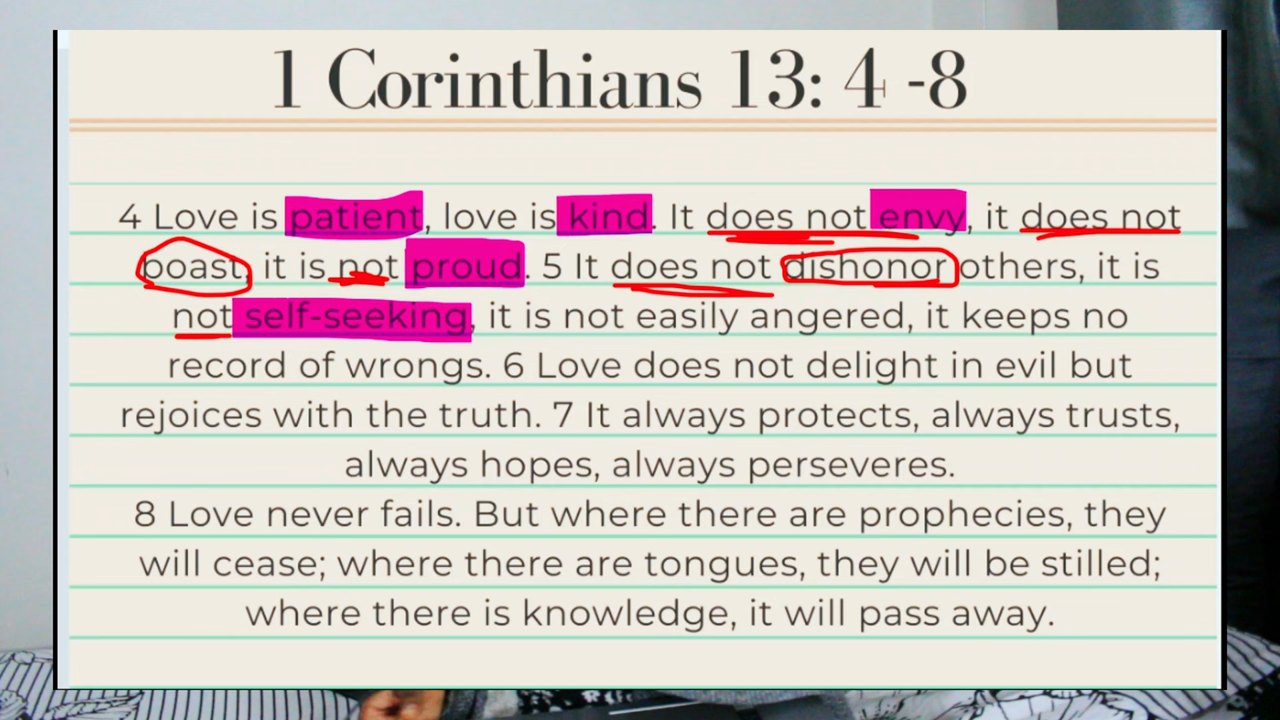 1 Corinthians 13: 4 -8
4 Love is patient, love is kind. It does not envy, it does not
boast, it is not proud. 5 It does not dishonor others, it is
not self-seeking, it is not easily angered, it keeps no
record of wrongs. 6 Love does not delight in evil but
rejoices with the truth. 7 It always protects, always trusts,
always hopes, always perseveres.
8 Love never fails. But where there are prophecies, they
will cease; where there are tongues, they will be stilled;
where there is knowledge, it will pass away.